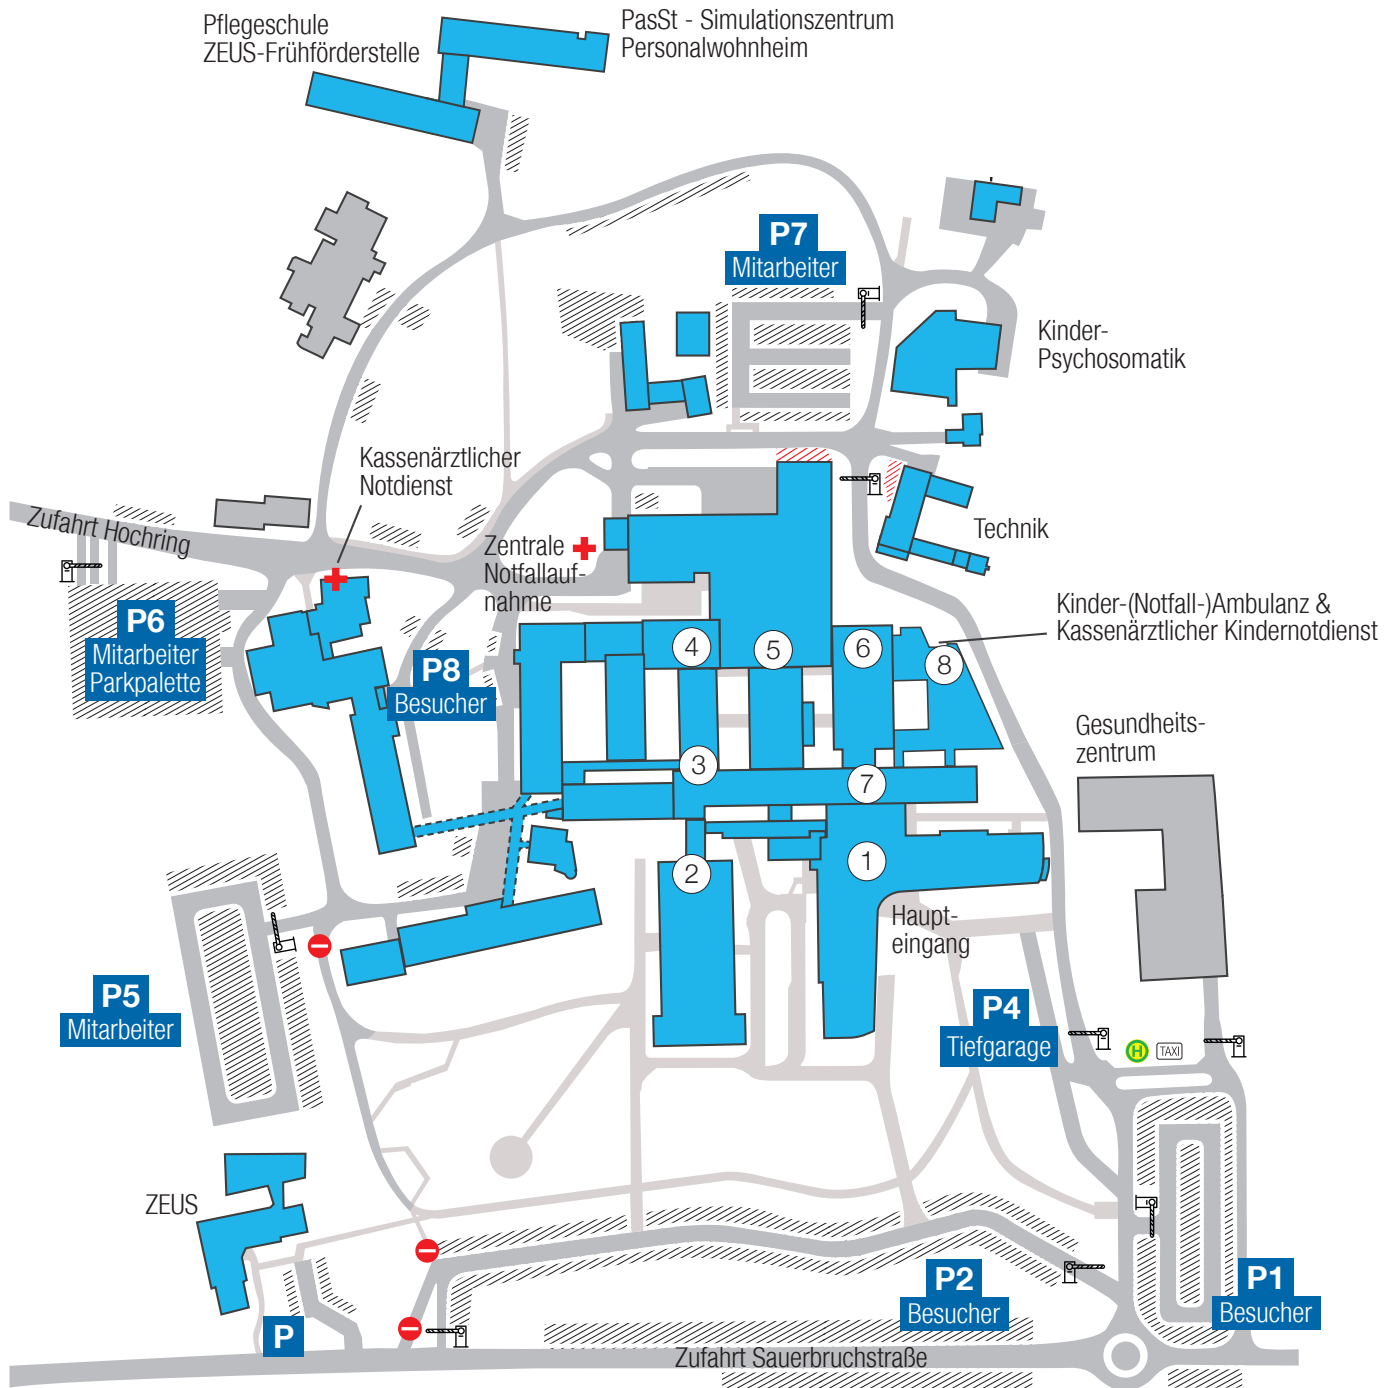 Pflegeschule
ZEUS-Frühförderstelle
PasSt - Simulationszentrum
Personalwohnheim
P7
Mitarbeiter
Kinder-
Psychosomatik
Kassenärztlicher
Notdienst
Zufahrt Hochring
Zentrale
Notfallauf-
nahme
Technik
Kinder-(Notfall-)Ambulanz &
Kassenärztlicher Kindernotdienst
P6
Mitarbeiter
Parkpalette
P8
Besucher
4
5
6
8
3
7
Gesundheits-
zentrum
2
1
Haupt-
eingang
P5
Mitarbeiter
P4
Tiefgarage
H
TAXI
ZEUS
P2
Besucher
P1
Besucher
P
Zufahrt Sauerbruchstraße